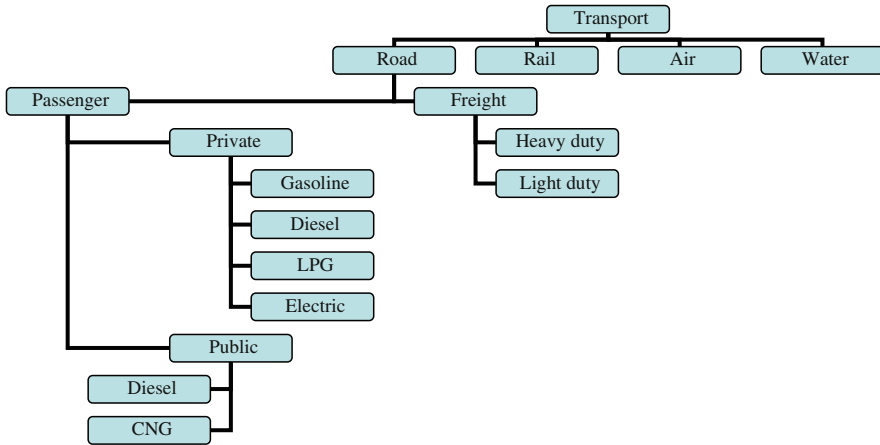 Transport
Road
Rail
Air
Water
Passenger
Freight
Private
Heavy duty
Gasoline
Light duty
Diesel
LPG
Electric
Public
Diesel
CNG